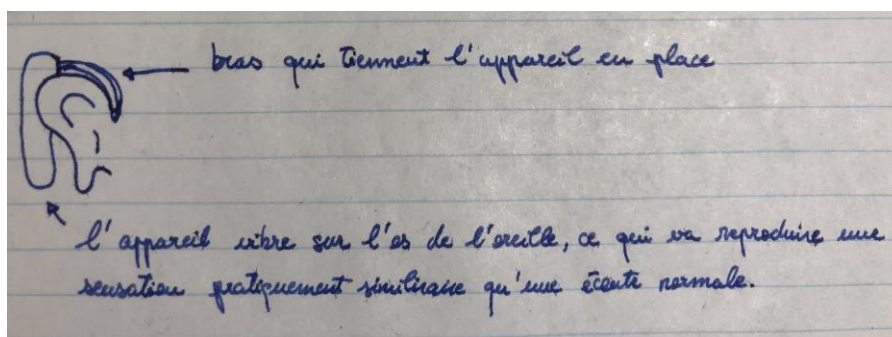 bras qui tiennent l'appareil en place
l'appareil vibre sur l'os de l'oreille, ce qui va reproduire une
sensation pratiquement similiraire qu'une écoute normale.